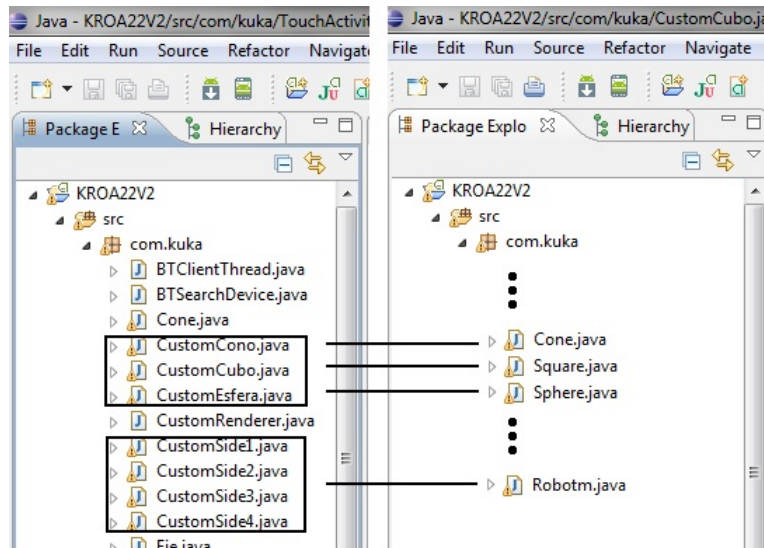 Java - KROA22V2/src/com/kuka/TouchActivit
File Edit Run Source Refactor Navigate
Package E
Hierarchy
KROA22V2
src
com.kuka
BTClientThread.java
BTSearchDevice.java
Cone.java
CustomCono.java
CustomCubo.java
CustomEsfera.java
CustomRenderer.java
CustomSide1.java
CustomSide2.java
CustomSide3.java
CustomSide4.java
Eje.java
Java - KROA22V2/src/com/kuka/CustomCubo.ja
File Edit Run Source Refactor Navigate
Package Explo
Hierarchy
KROA22V2
src
com.kuka
Cone.java
Square.java
Sphere.java
Robotm.java